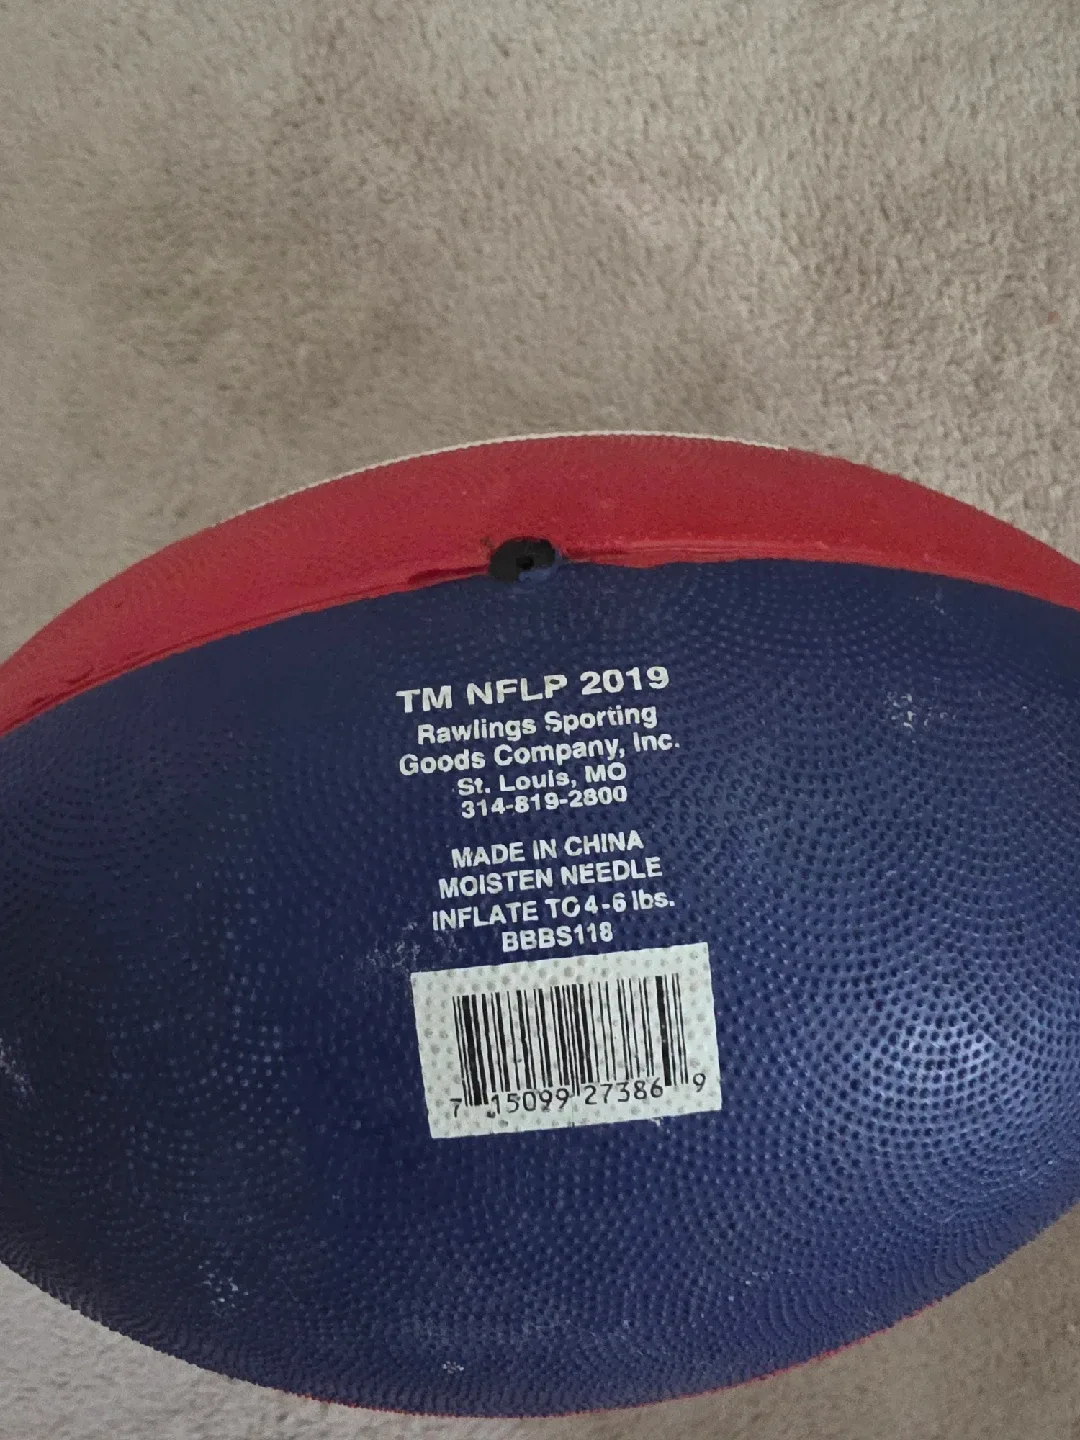 TM NFLP 2019
Rawlings Sporting
Goods Company, Inc.
St. Louis, MO
314-819-2800
MADE IN CHINA
MOISTEN NEEDLE
INFLATE TO 4-6 lbs.
BBBS118
7 15099 27386 9